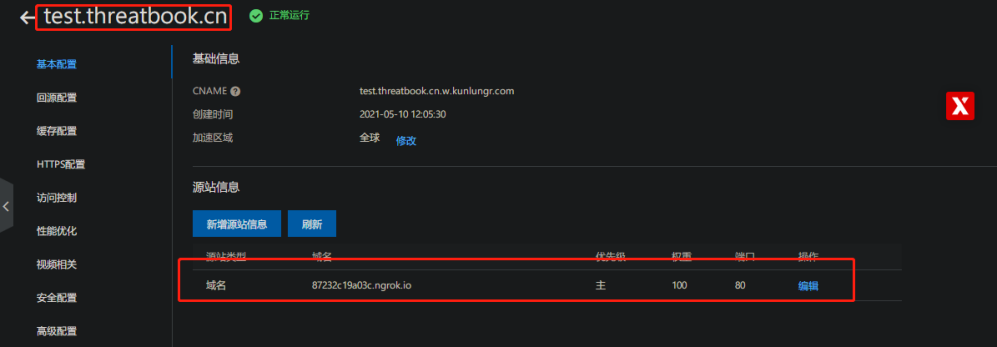 test.threatbook.cn 正常运行
基本配置
回源配置
缓存配置
HTTPS配置
访问控制
性能优化
视频相关
安全配置
高级配置
基础信息
CNAME ? test.threatbook.cn.w.kunlungr.com
创建时间 2021-05-10 12:05:30
加速区域 全球 修改
源站信息
新增源站信息 刷新
源站类型 域名 优先级 权重 端口 操作
域名 87232c19a03c.ngrok.io 主 100 80 编辑
X